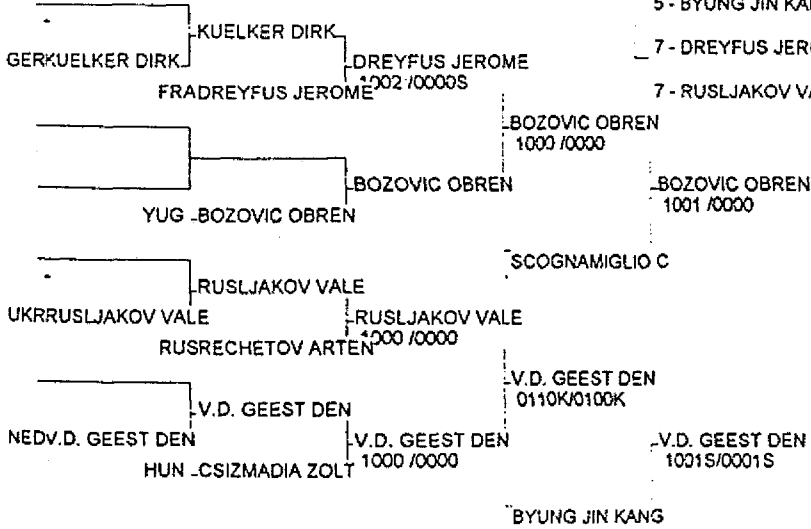 5 - BYUNG JIN KAN
KUELKER DIRK
GERKUELKER DIRK
7 - DREYFUS JER
DREYFUS JEROME
1002 /0000S
FRADREYFUS JEROME
7 - RUSLJAKOV VA
BOZOVIC OBREN
1000 /0000
BOZOVIC OBREN
BOZOVIC OBREN
1001 /0000
YUG -BOZOVIC OBREN
SCOGNAMIGLIO C
RUSLJAKOV VALE
UKRRUSLJAKOV VALE
RUSLJAKOV VALE
1000 /0000
RUSRECHETOV ARTEN
V.D. GEEST DEN
0110K/0100K
V.D. GEEST DEN
NEDV.D. GEEST DEN
V.D. GEEST DEN
1000 /0000
V.D. GEEST DEN
1001S/0001S
HUN -CSIZMADIA ZOLT
BYUNG JIN KANG